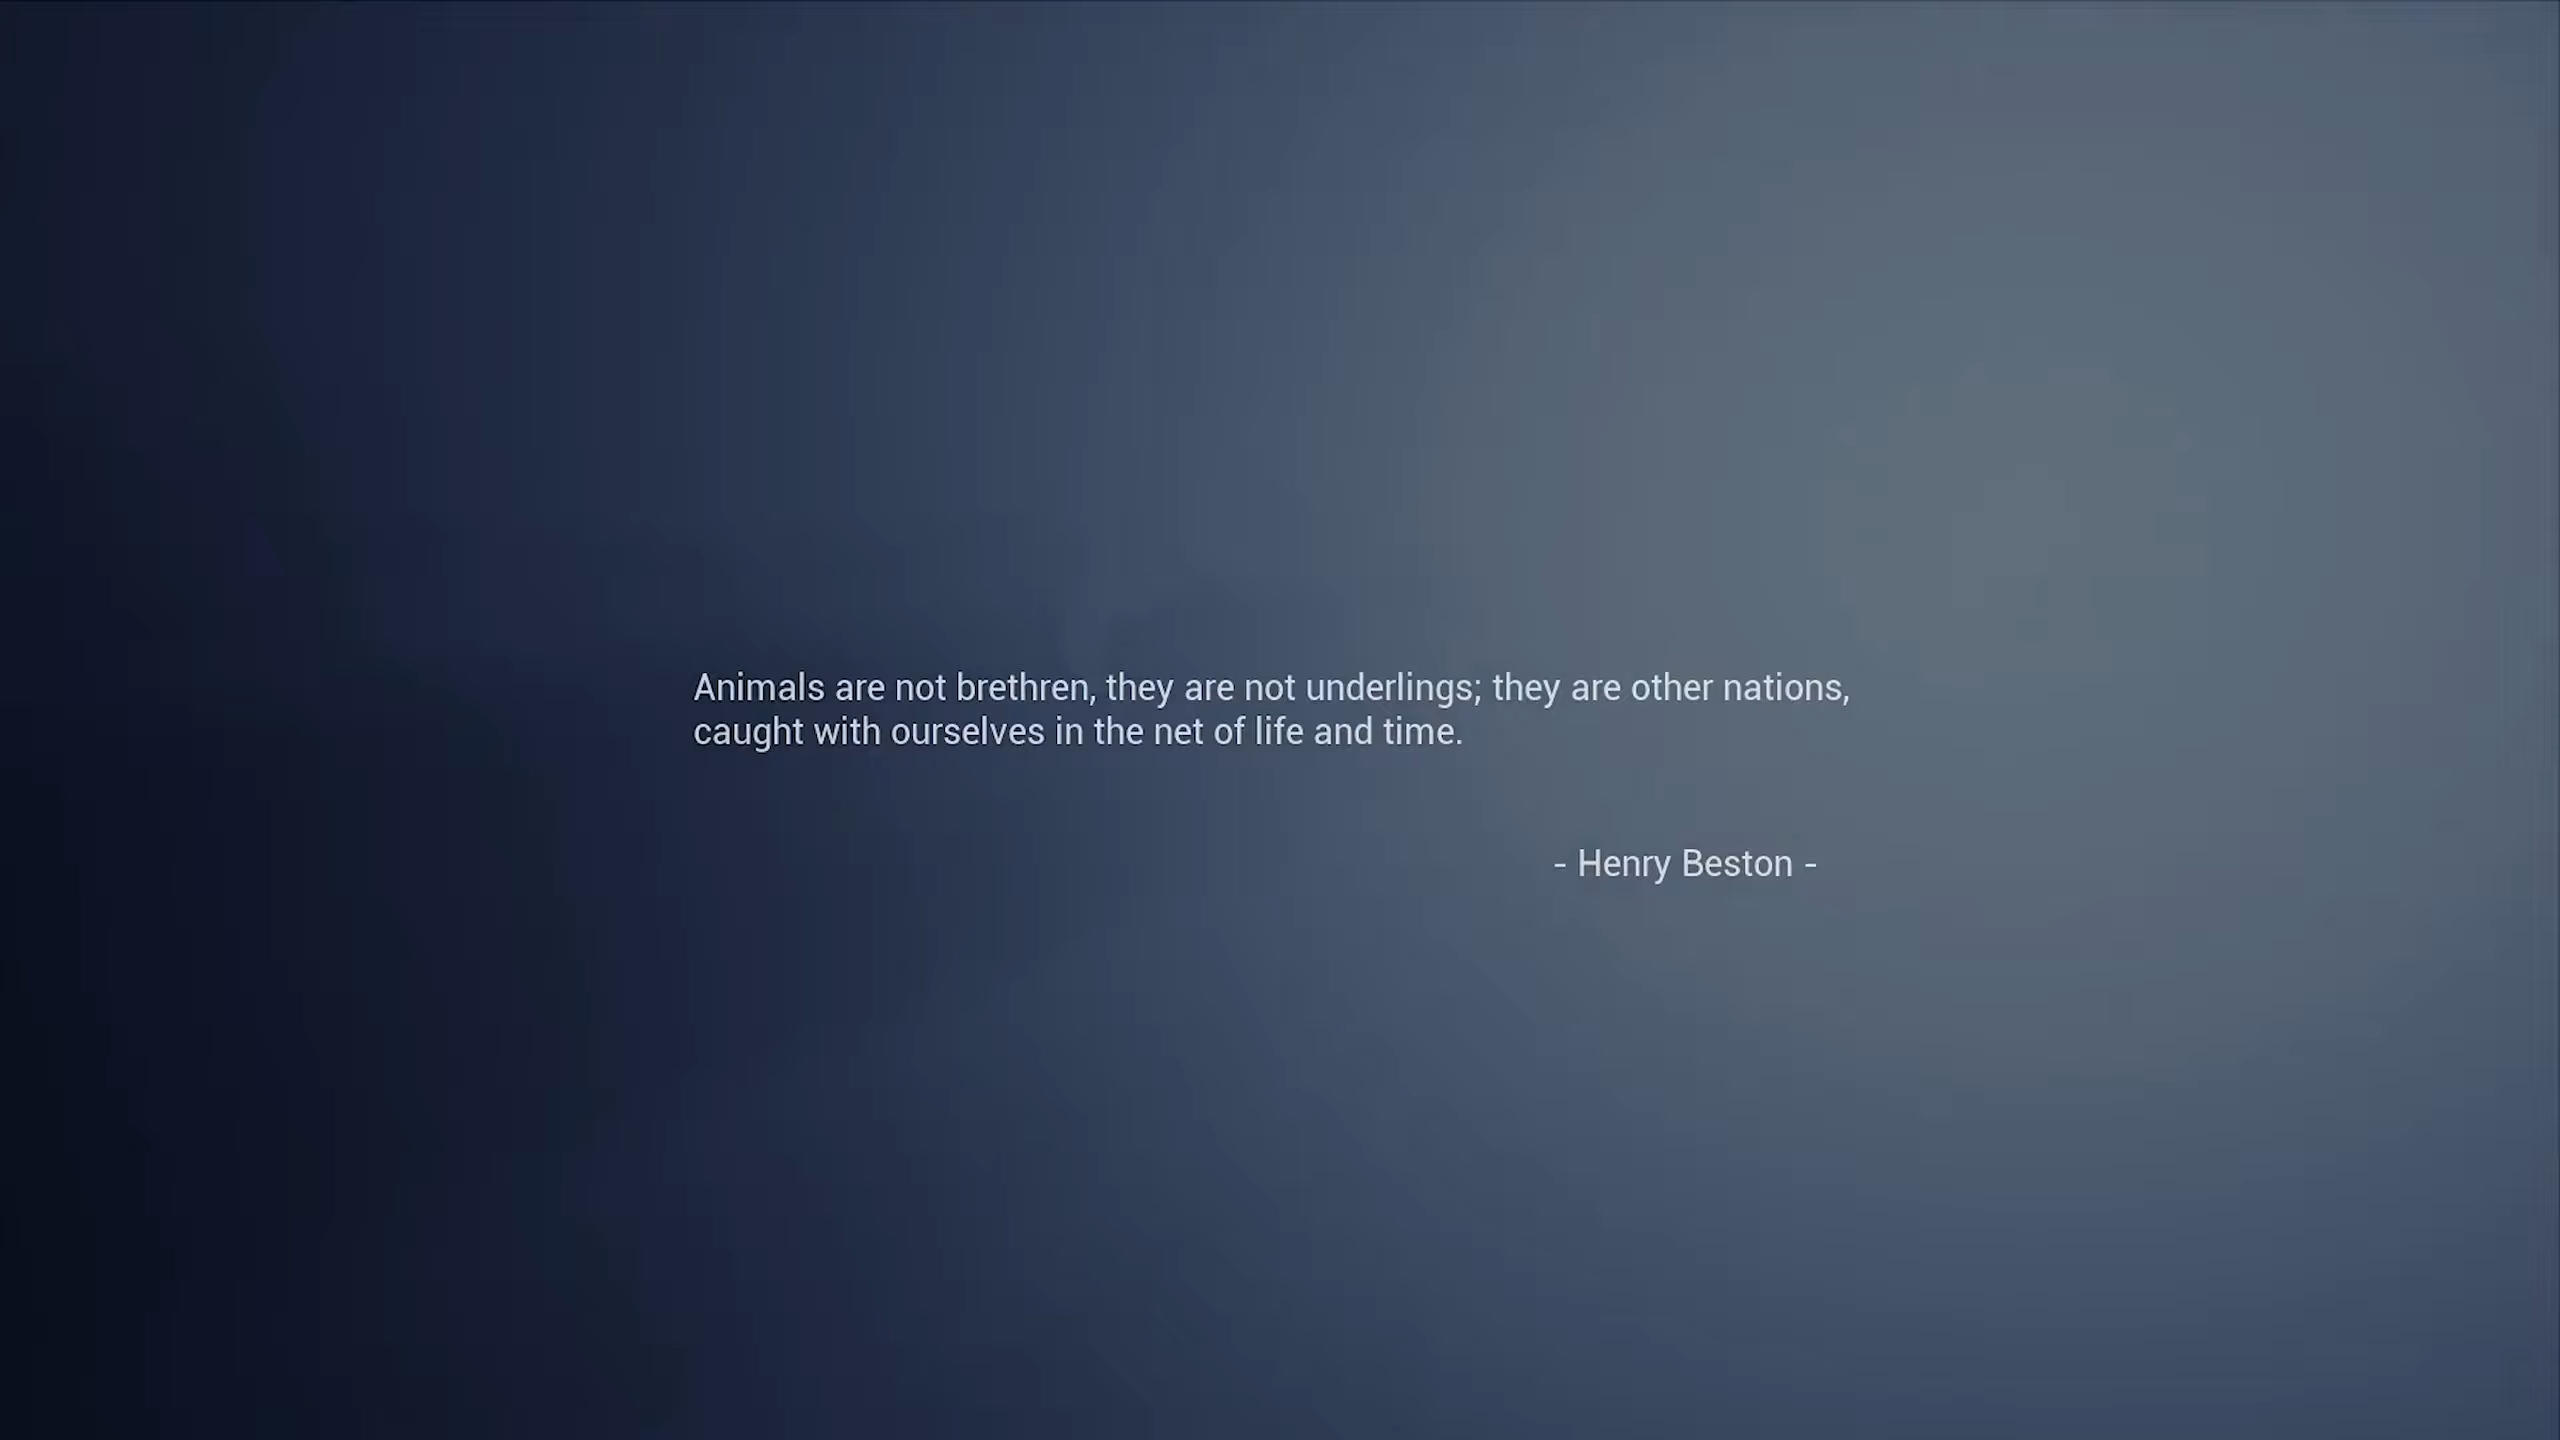 Animals are not brethren, they are not underlings; they are other nations,
caught with ourselves in the net of life and time.
- Henry Beston -